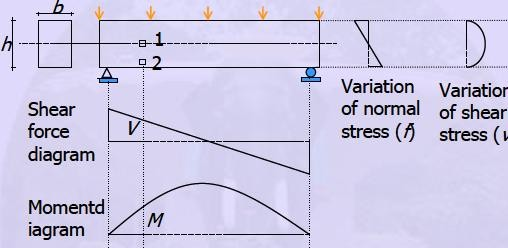 b
h
1
2
Variation
of normal
stress (f)
Variation
of shear
stress (v
Shear
force
diagram
V
Momentd
iagram
M